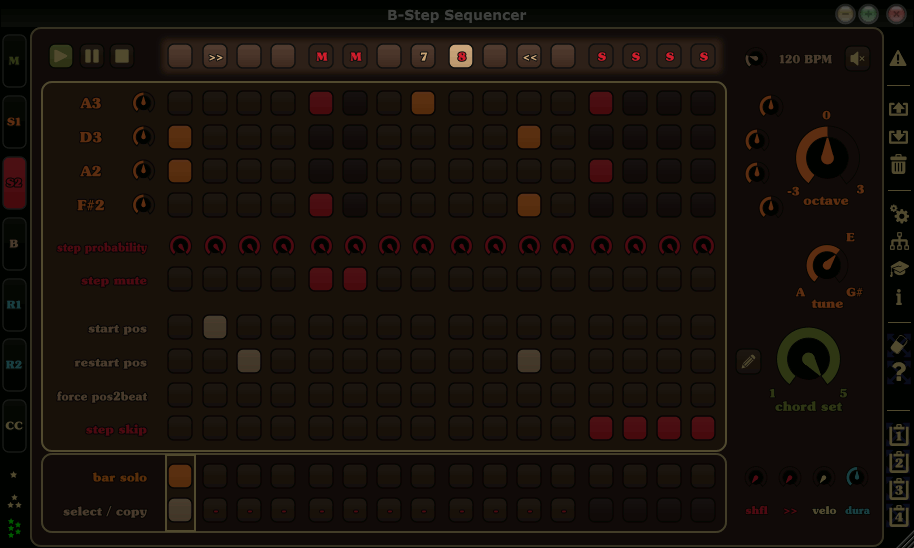 B-Step Sequencer
>> M M 7 8 << S S S S
120 BPM
M
S1
S2
B
R1
R2
CC
A3
D3
A2
F#2
step probability
step mute
start pos
restart pos
force pos2beat
step skip
bar solo
select / copy
0
-3 3
octave
E
A G#
tune
1 5
chord set
shfl >> velo dura
i
?
1
2
3
4